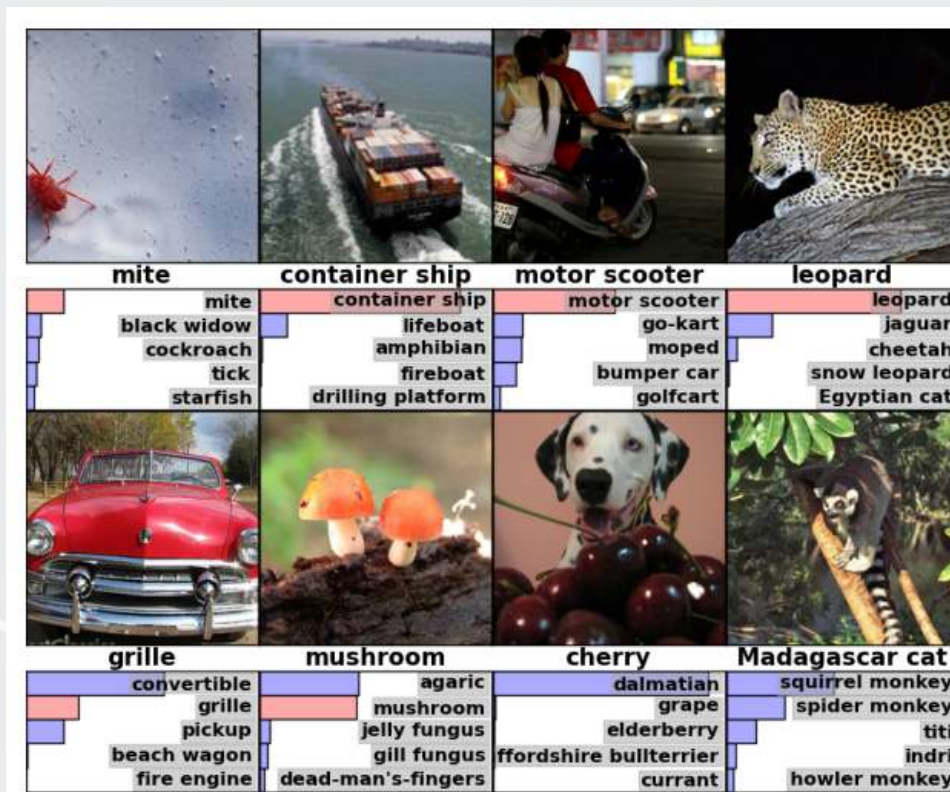 mite
container ship
motor scooter
leopard
mite
black widow
cockroach
tick
starfish
container ship
lifeboat
amphibian
fireboat
drilling platform
motor scooter
go-kart
moped
bumper car
golfcart
leopard
jaguar
cheetah
snow leopard
Egyptian cat
grille
mushroom
cherry
Madagascar cat
convertible
grille
pickup
beach wagon
fire engine
agaric
mushroom
jelly fungus
gill fungus
dead-man's-fingers
dalmatian
grape
elderberry
ffordshire bullterrier
currant
squirrel monkey
spider monkey
titi
indri
howler monkey